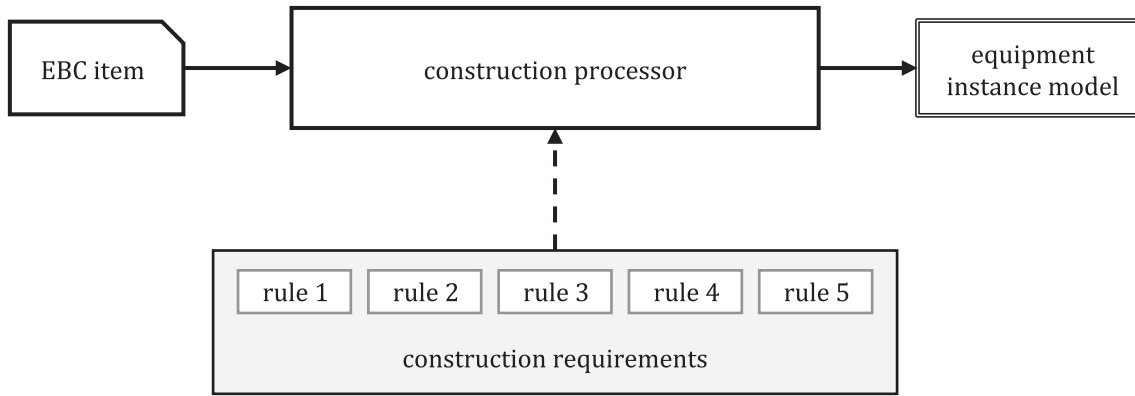 EBC item
construction processor
equipment
instance model
rule 1
rule 2
rule 3
rule 4
rule 5
construction requirements